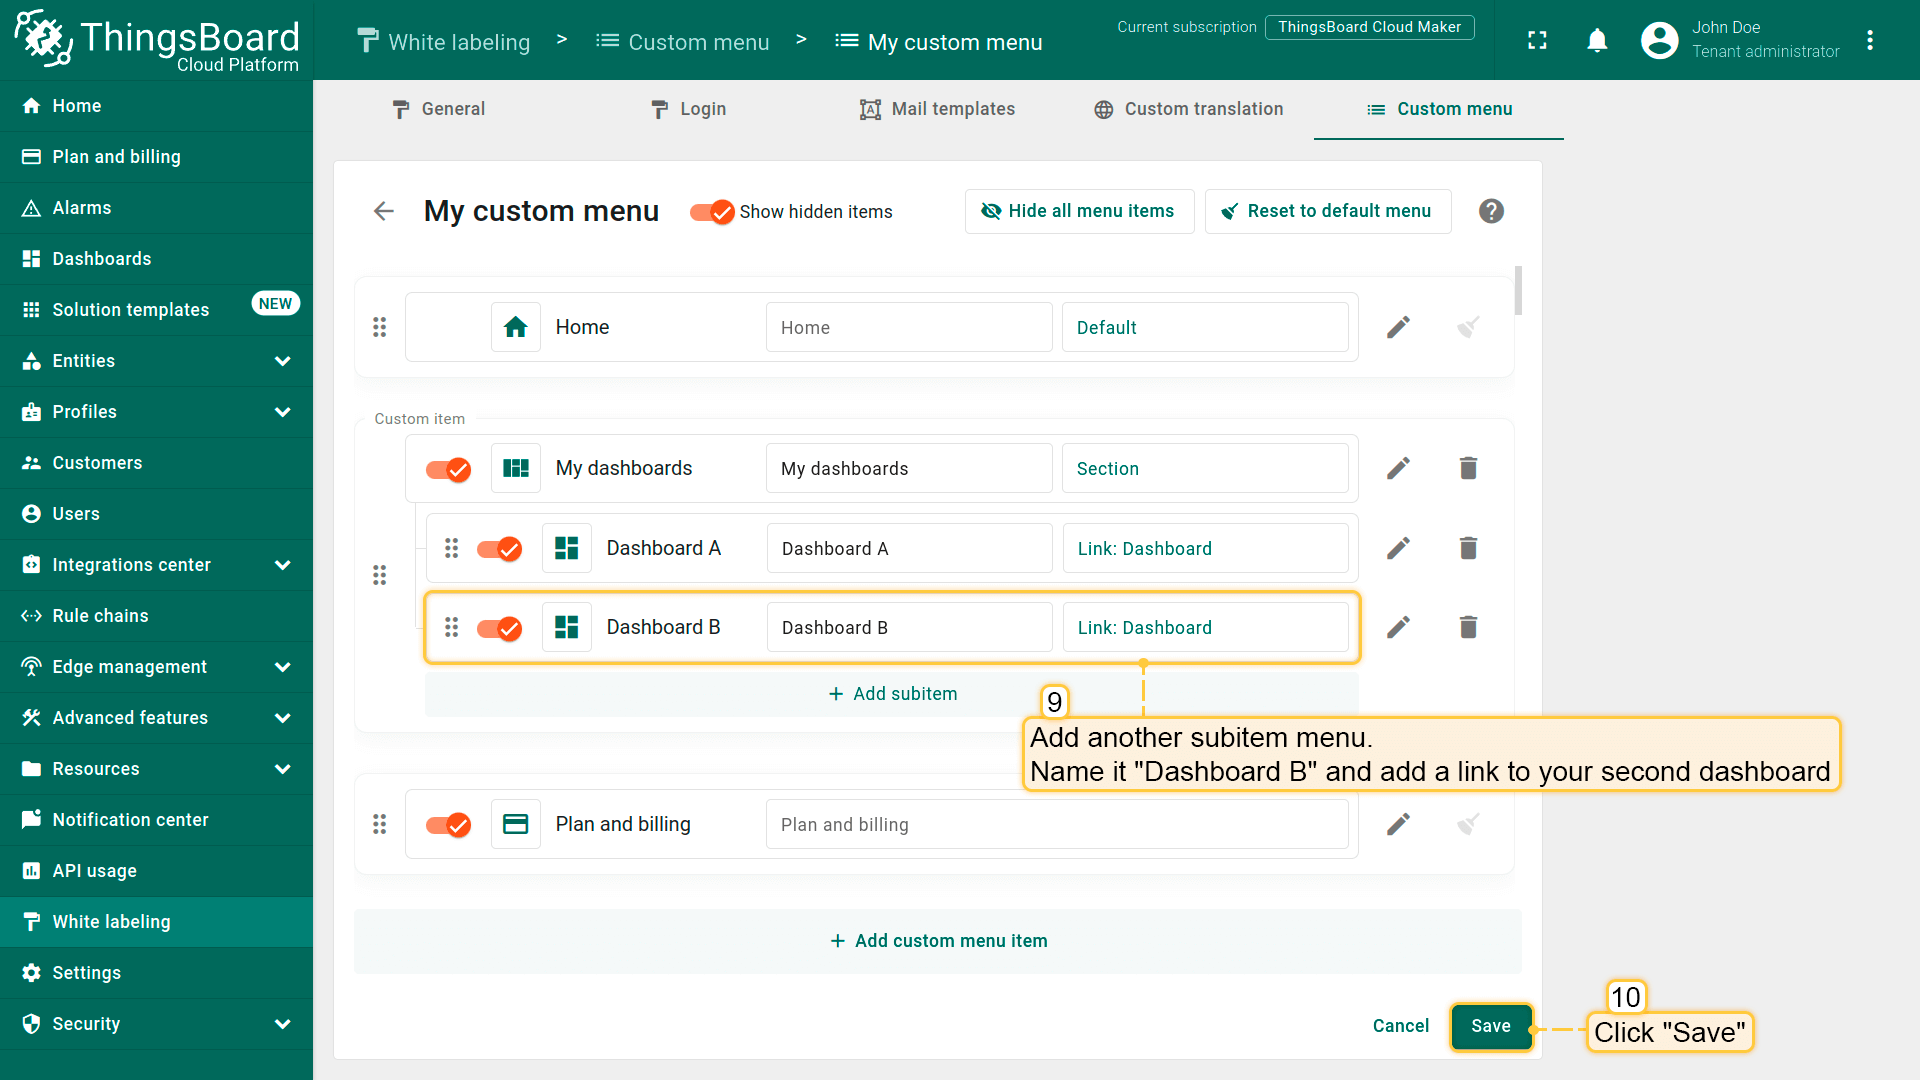 ThingsBoard
Cloud Platform
White labeling > Custom menu > My custom menu
Current subscription ThingsBoard Cloud Maker
John Doe
Tenant administrator
Home
Plan and billing
Alarms
Dashboards
Solution templates NEW
Entities
Profiles
Customers
Users
Integrations center
Rule chains
Edge management
Advanced features
Resources
Notification center
API usage
White labeling
Settings
Security
General Login Mail templates Custom translation Custom menu
My custom menu Show hidden items Hide all menu items Reset to default menu
Home Home Default
Custom item
My dashboards My dashboards Section
Dashboard A Dashboard A Link: Dashboard
Dashboard B Dashboard B Link: Dashboard
+ Add subitem
9
Add another subitem menu.
Name it "Dashboard B" and add a link to your second dashboard
Plan and billing Plan and billing
+ Add custom menu item
Cancel Save
10
Click "Save"